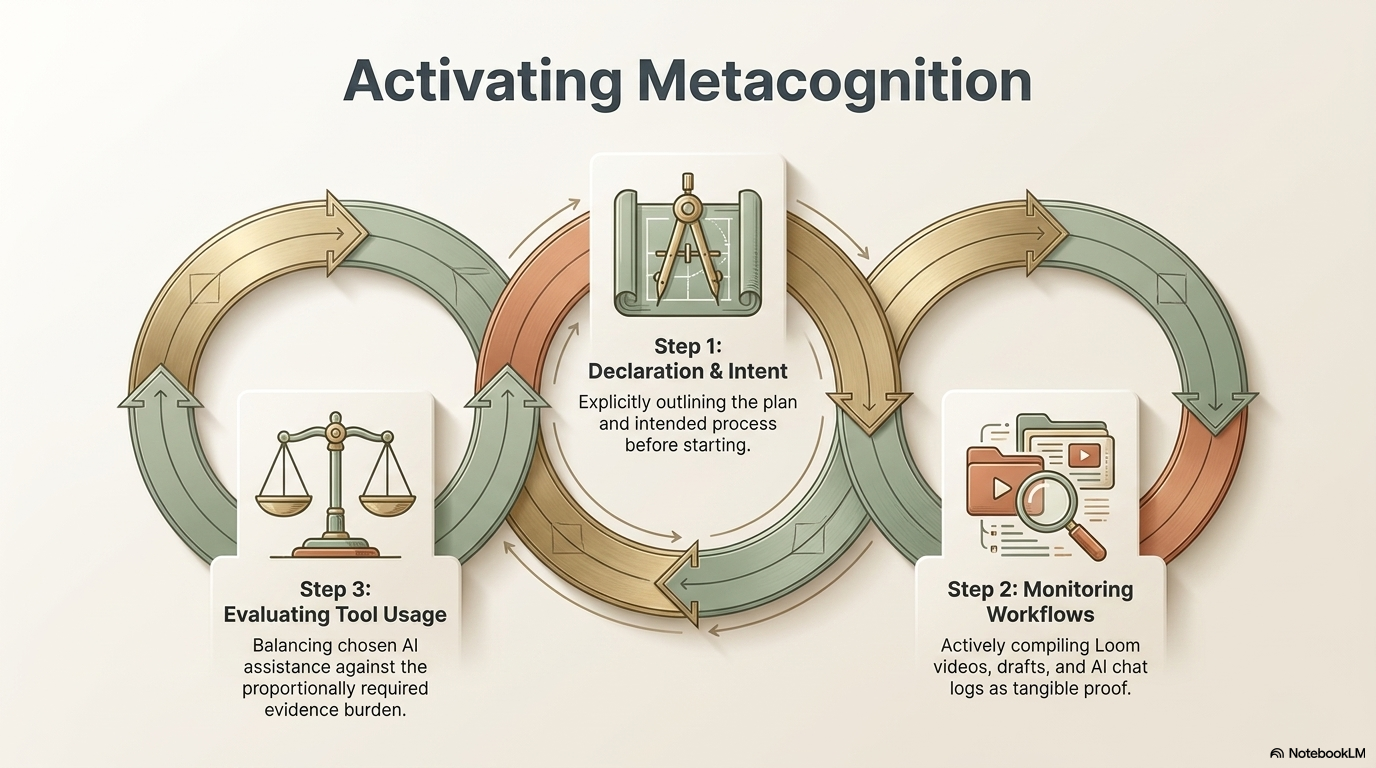 Activating Metacognition
Step 1:
Declaration & Intent
Explicitly outlining the plan
and intended process
before starting.
Step 3:
Evaluating Tool Usage
Balancing chosen AI
assistance against the
proportionally required
evidence burden.
Step 2: Monitoring
Workflows
Actively compiling Loom
videos, drafts, and AI chat
logs as tangible proof.
NotebookLM